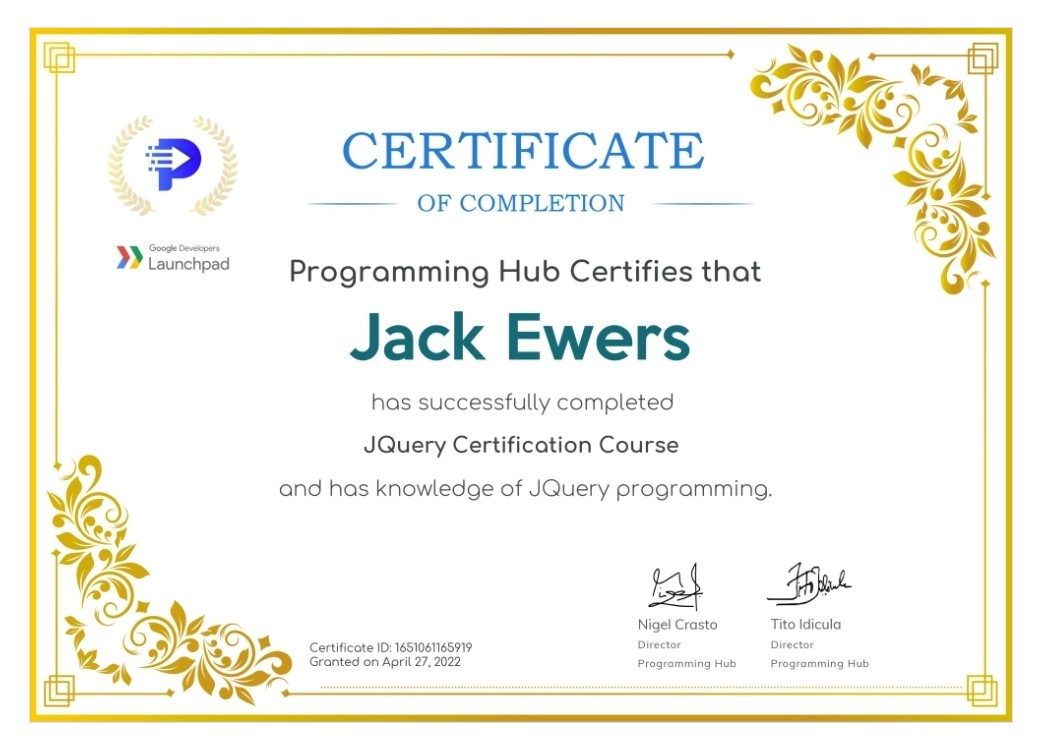 CERTIFICATE
OF COMPLETION
Google Developers
Launchpad
Programming Hub Certifies that
Jack Ewers
has successfully completed
JQuery Certification Course
and has knowledge of JQuery programming.
Nigel Crasto
Director
Programming Hub
Tito Idicula
Director
Programming Hub
Certificate ID: 1651061165919
Granted on April 27, 2022